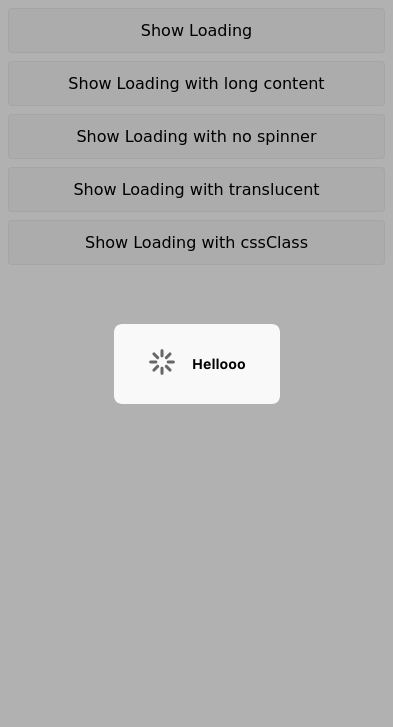 Show Loading
Show Loading with long content
Show Loading with no spinner
Show Loading with translucent
Show Loading with cssClass
Hellooo